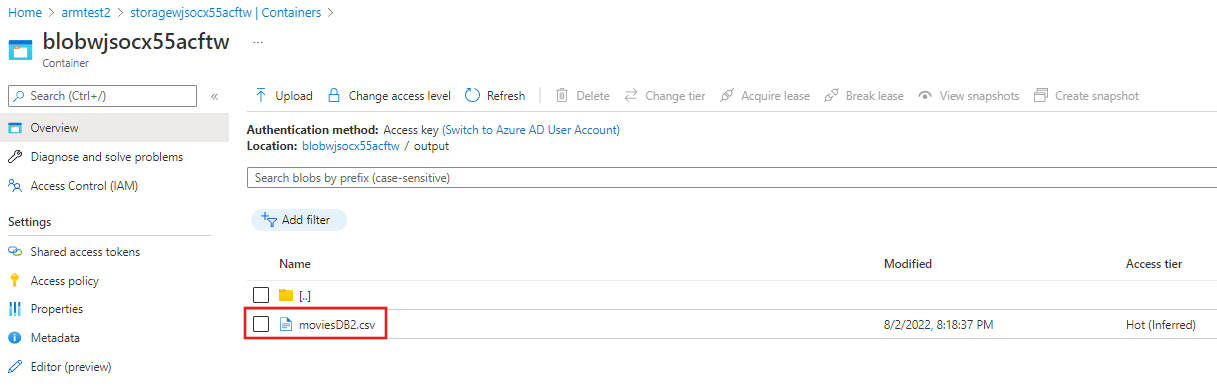 Home > armtest2 > storagewjsocx55acftw | Containers >
blobwjsocx55acftw ...
Container
Search (Ctrl+/) «
Overview
Diagnose and solve problems
Access Control (IAM)
Settings
Shared access tokens
Access policy
Properties
Metadata
Editor (preview)
Upload Change access level Refresh Delete Change tier Acquire lease Break lease View snapshots Create snapshot
Authentication method: Access key (Switch to Azure AD User Account)
Location: blobwjsocx55acftw / output
Search blobs by prefix (case-sensitive)
Add filter
Name Modified Access tier
[..]
moviesDB2.csv 8/2/2022, 8:18:37 PM Hot (Inferred)